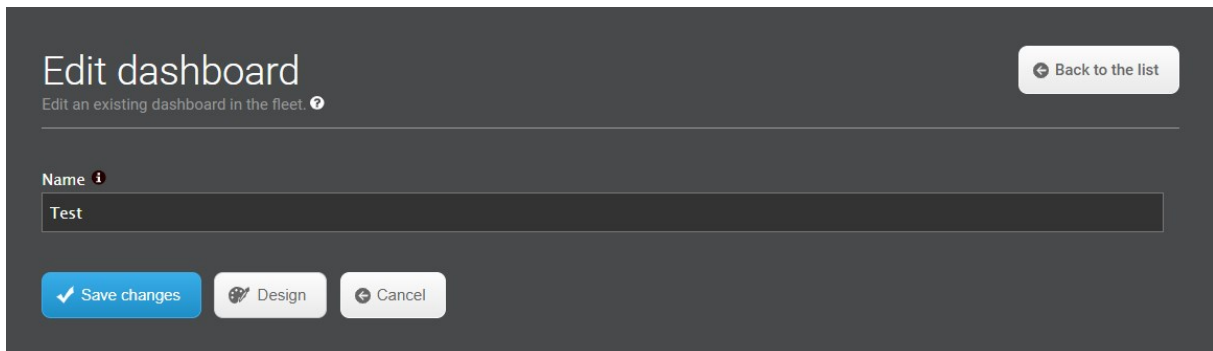 Edit dashboard
Back to the list
Edit an existing dashboard in the fleet.
Name
Test
Save changes
Design
Cancel